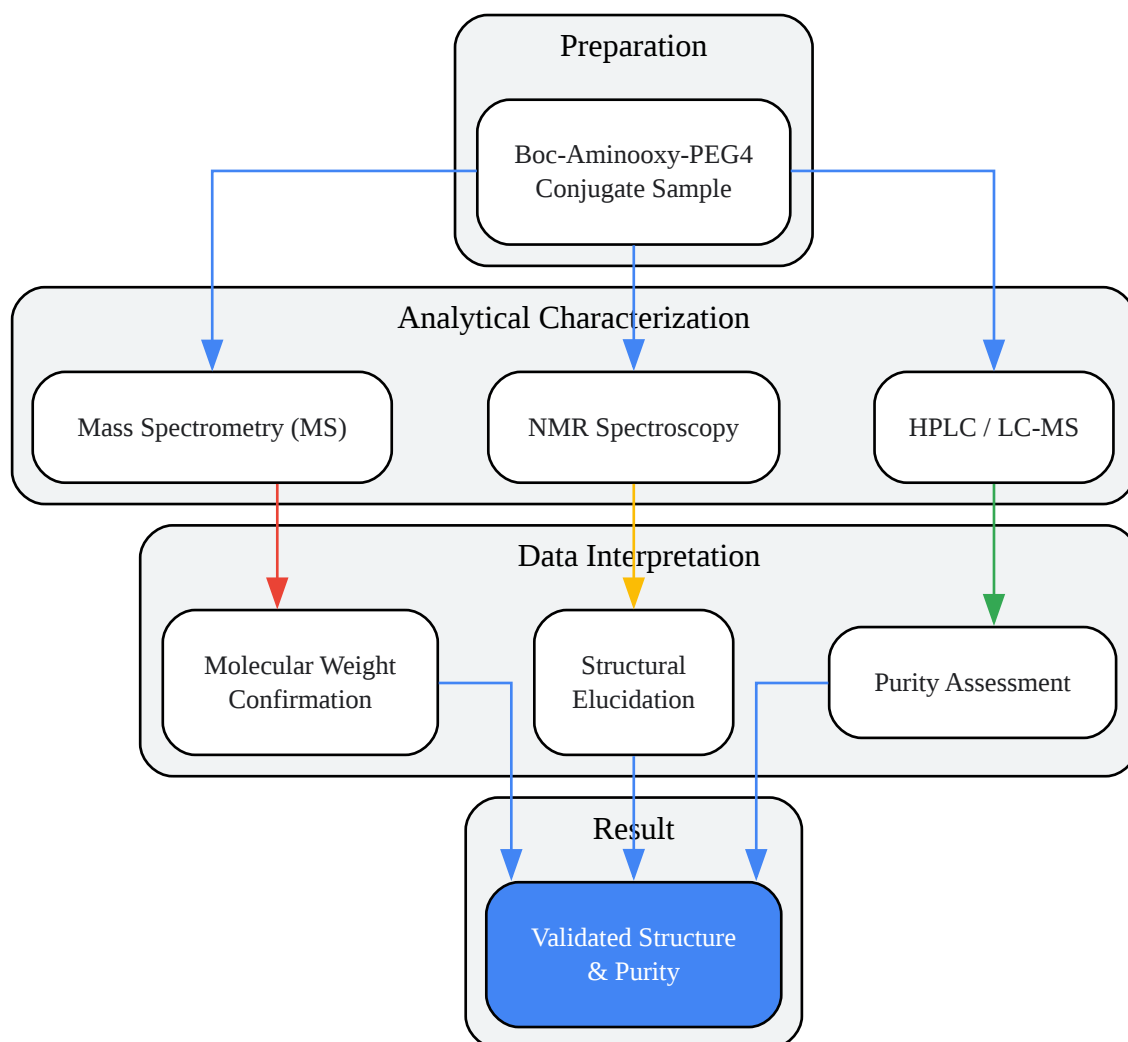 Preparation
Boc-Aminooxy-PEG4
Conjugate Sample
Analytical Characterization
Mass Spectrometry (MS)
NMR Spectroscopy
HPLC / LC-MS
Data Interpretation
Molecular Weight
Confirmation
Structural
Elucidation
Purity Assessment
Result
Validated Structure
& Purity